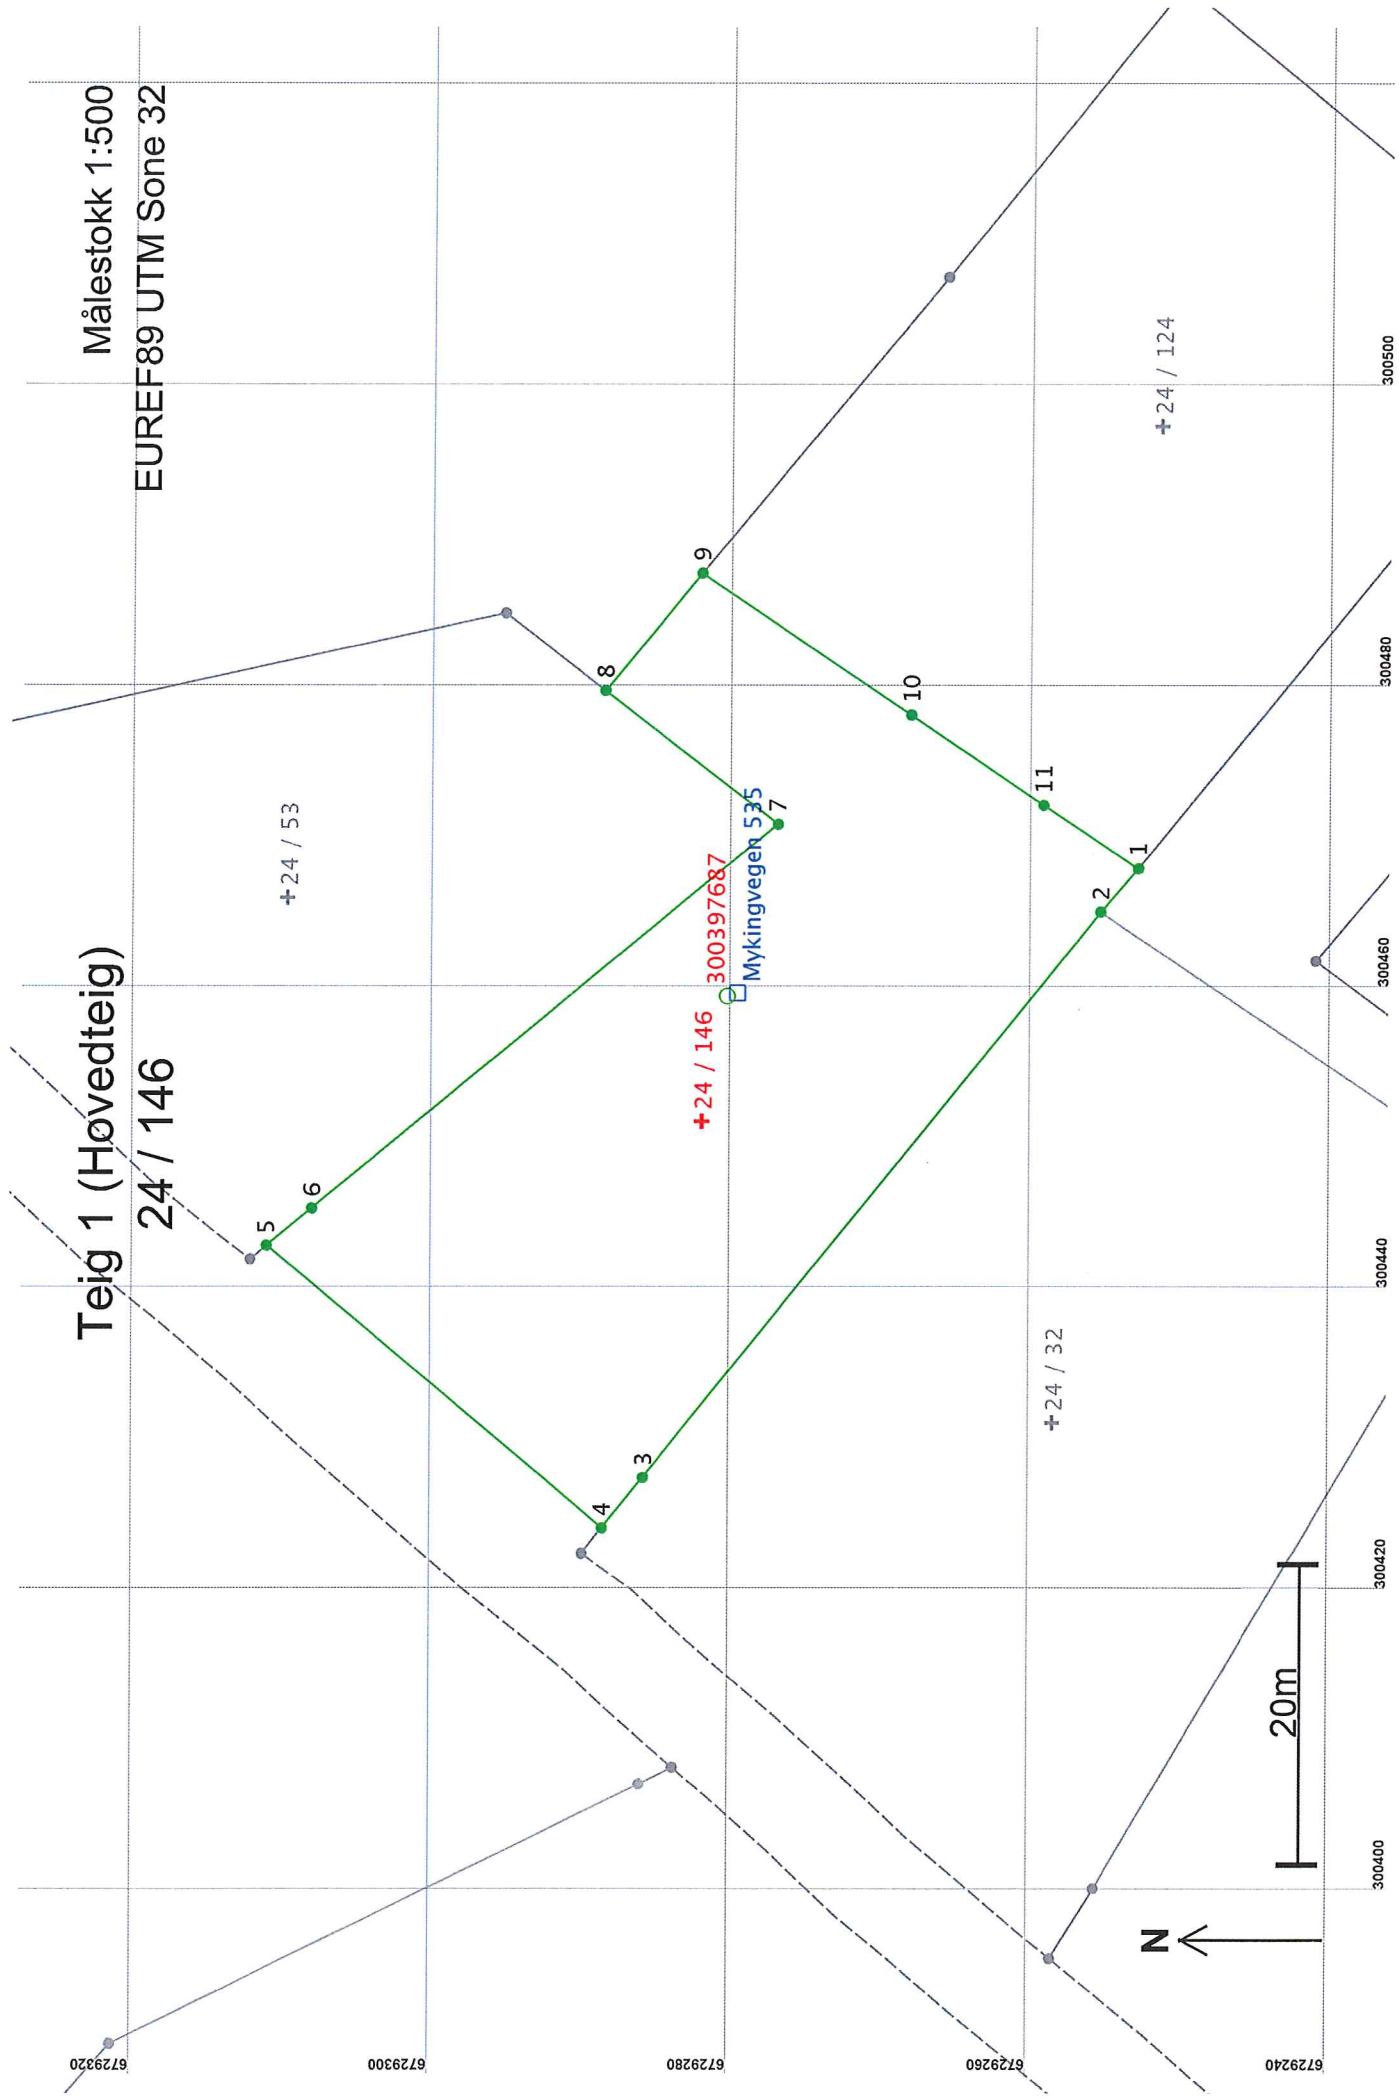 Teig 1 (Hovedteig)
24 / 146
Målestokk 1:500
EUREF89 UTM Sone 32
+24 / 53
5
6
8
9
4
3
+24 / 146
300397687
Mykingvegen 535
7
10
11
2
1
+24 / 32
+24 / 124
N
20m
6729320
6729300
6729280
6729260
6729240
300400
300420
300440
300460
300480
300500